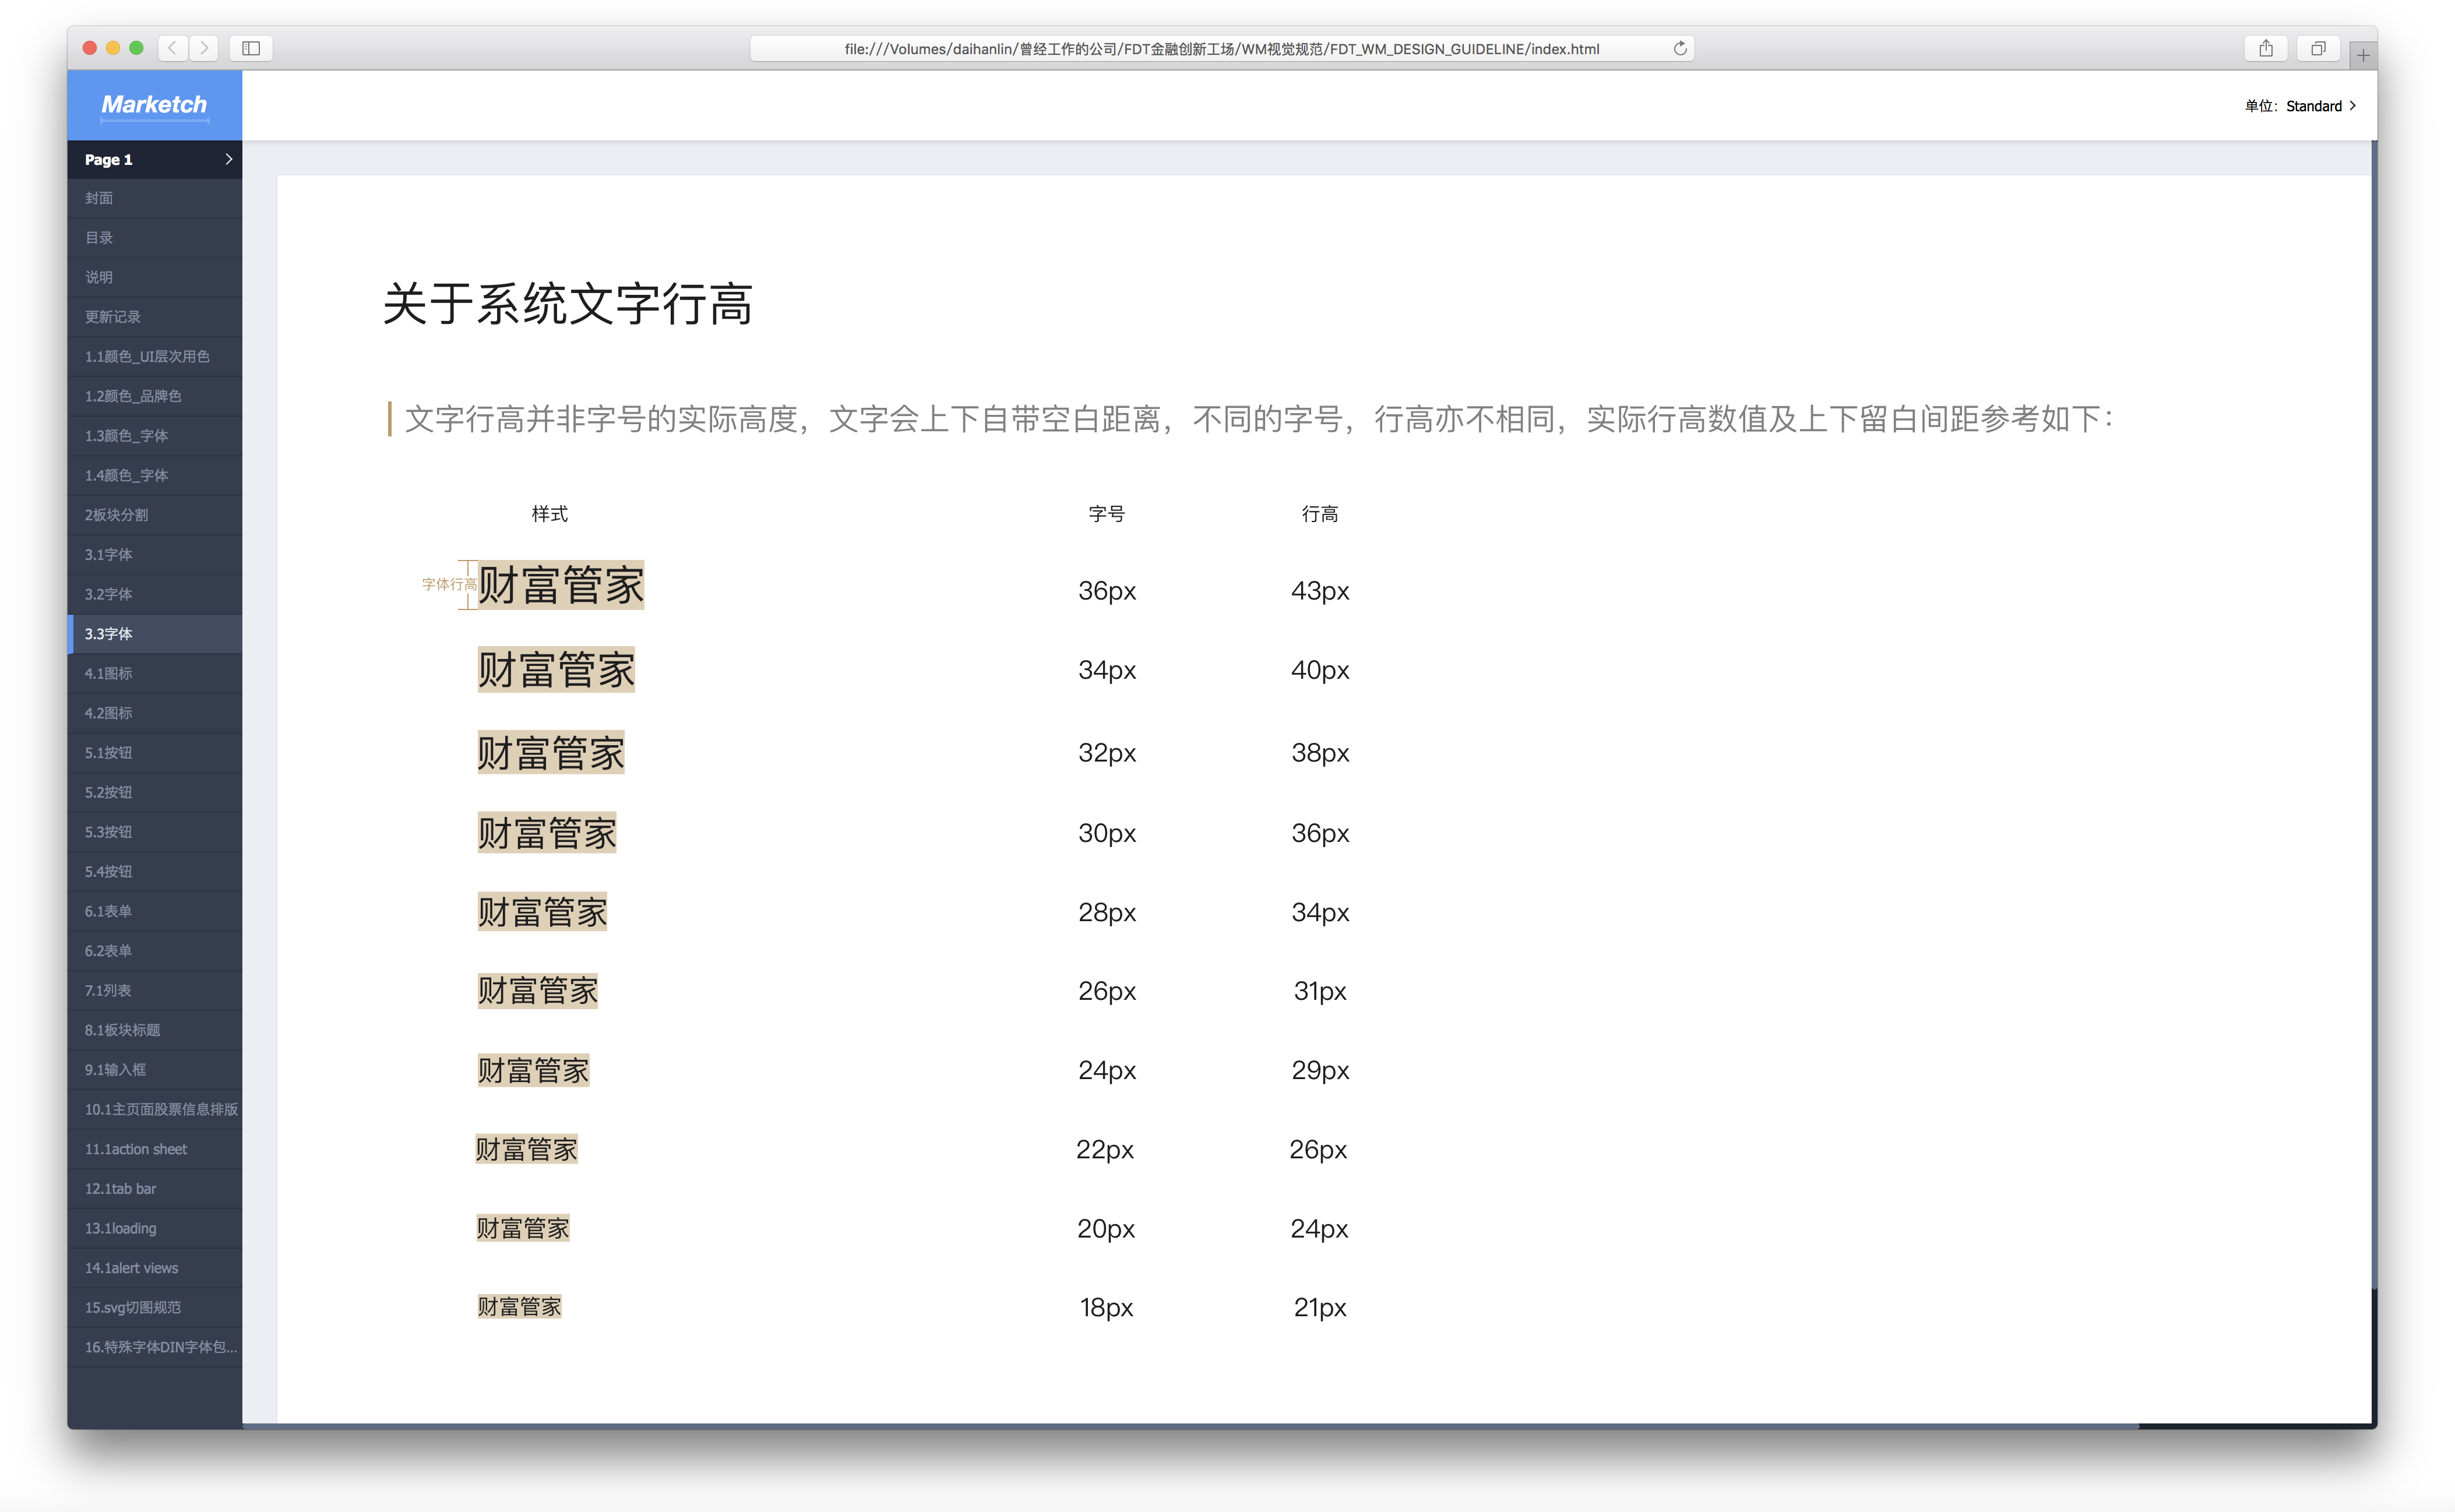 file:///Volumes/daihanlin/曾经工作的公司/FDT金融创新工场/WM视觉规范/FDT_WM_DESIGN_GUIDELINE/index.html
Marketch
单位：Standard
Page 1
封面
目录
说明
更新记录
1.1颜色_UI层次用色
1.2颜色_品牌色
1.3颜色_字体
1.4颜色_字体
2板块分割
3.1字体
3.2字体
3.3字体
4.1图标
4.2图标
5.1按钮
5.2按钮
5.3按钮
5.4按钮
6.1表单
6.2表单
7.1列表
8.1板块标题
9.1输入框
10.1主页面股票信息排版
11.1action sheet
12.1tab bar
13.1loading
14.1alert views
15.svg切图规范
16.特殊字体DIN字体包...
关于系统文字行高
文字行高并非字号的实际高度，文字会上下自带空白距离，不同的字号，行高亦不相同，实际行高数值及上下留白间距参考如下：
样式 字号 行高
字体行高 财富管家 36px 43px
财富管家 34px 40px
财富管家 32px 38px
财富管家 30px 36px
财富管家 28px 34px
财富管家 26px 31px
财富管家 24px 29px
财富管家 22px 26px
财富管家 20px 24px
财富管家 18px 21px